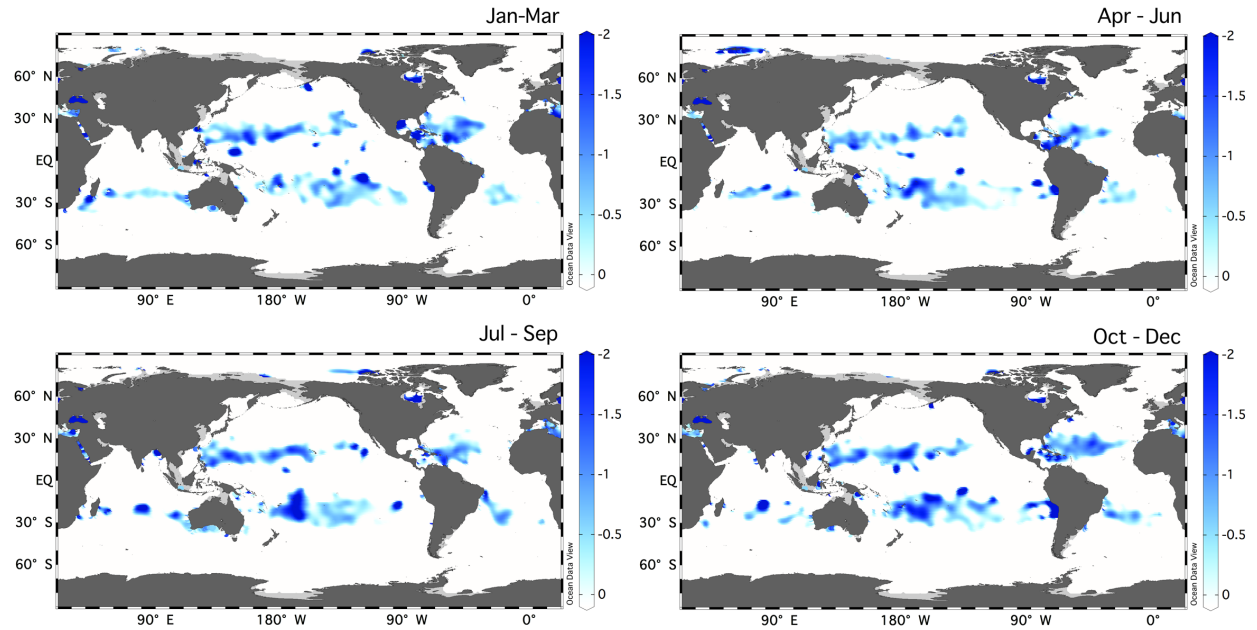 Jan-Mar
60° N
30° N
EQ
30° S
60° S
90° E
180° W
90° W
0°
-2
-1.5
-1
-0.5
0
Ocean Data View
Apr - Jun
60° N
30° N
EQ
30° S
60° S
90° E
180° W
90° W
0°
-2
-1.5
-1
-0.5
0
Ocean Data View
Jul - Sep
60° N
30° N
EQ
30° S
60° S
90° E
180° W
90° W
0°
-2
-1.5
-1
-0.5
0
Ocean Data View
Oct - Dec
60° N
30° N
EQ
30° S
60° S
90° E
180° W
90° W
0°
-2
-1.5
-1
-0.5
0
Ocean Data View